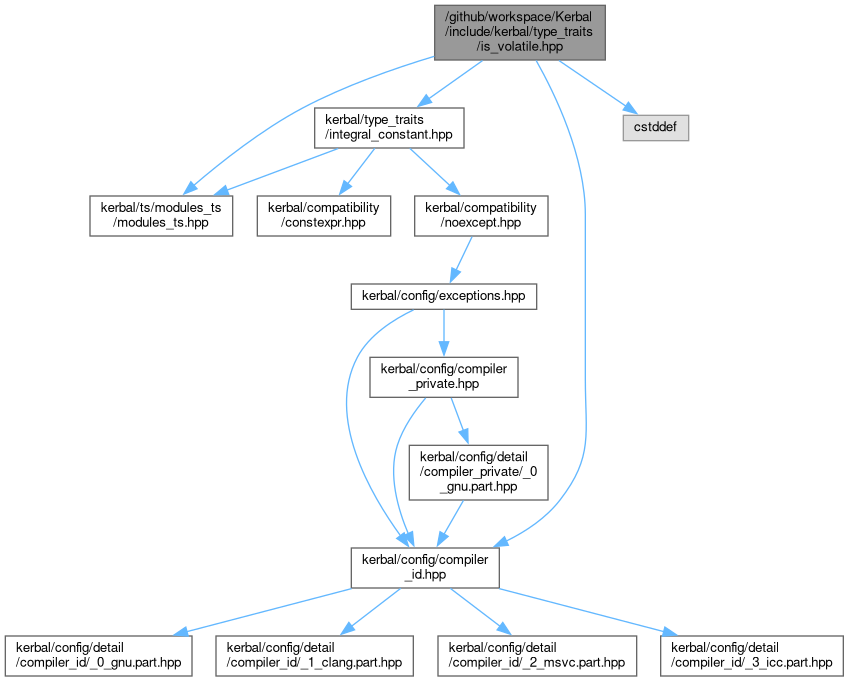 /github/workspace/Kerbal
/include/kerbal/type_traits
/is_volatile.hpp
kerbal/type_traits
/integral_constant.hpp
cstddef
kerbal/ts/modules_ts
/modules_ts.hpp
kerbal/compatibility
/constexpr.hpp
kerbal/compatibility
/noexcept.hpp
kerbal/config/exceptions.hpp
kerbal/config/compiler
_private.hpp
kerbal/config/detail
/compiler_private/_0
_gnu.part.hpp
kerbal/config/compiler
_id.hpp
kerbal/config/detail
/compiler_id/_0_gnu.part.hpp
kerbal/config/detail
/compiler_id/_1_clang.part.hpp
kerbal/config/detail
/compiler_id/_2_msvc.part.hpp
kerbal/config/detail
/compiler_id/_3_icc.part.hpp